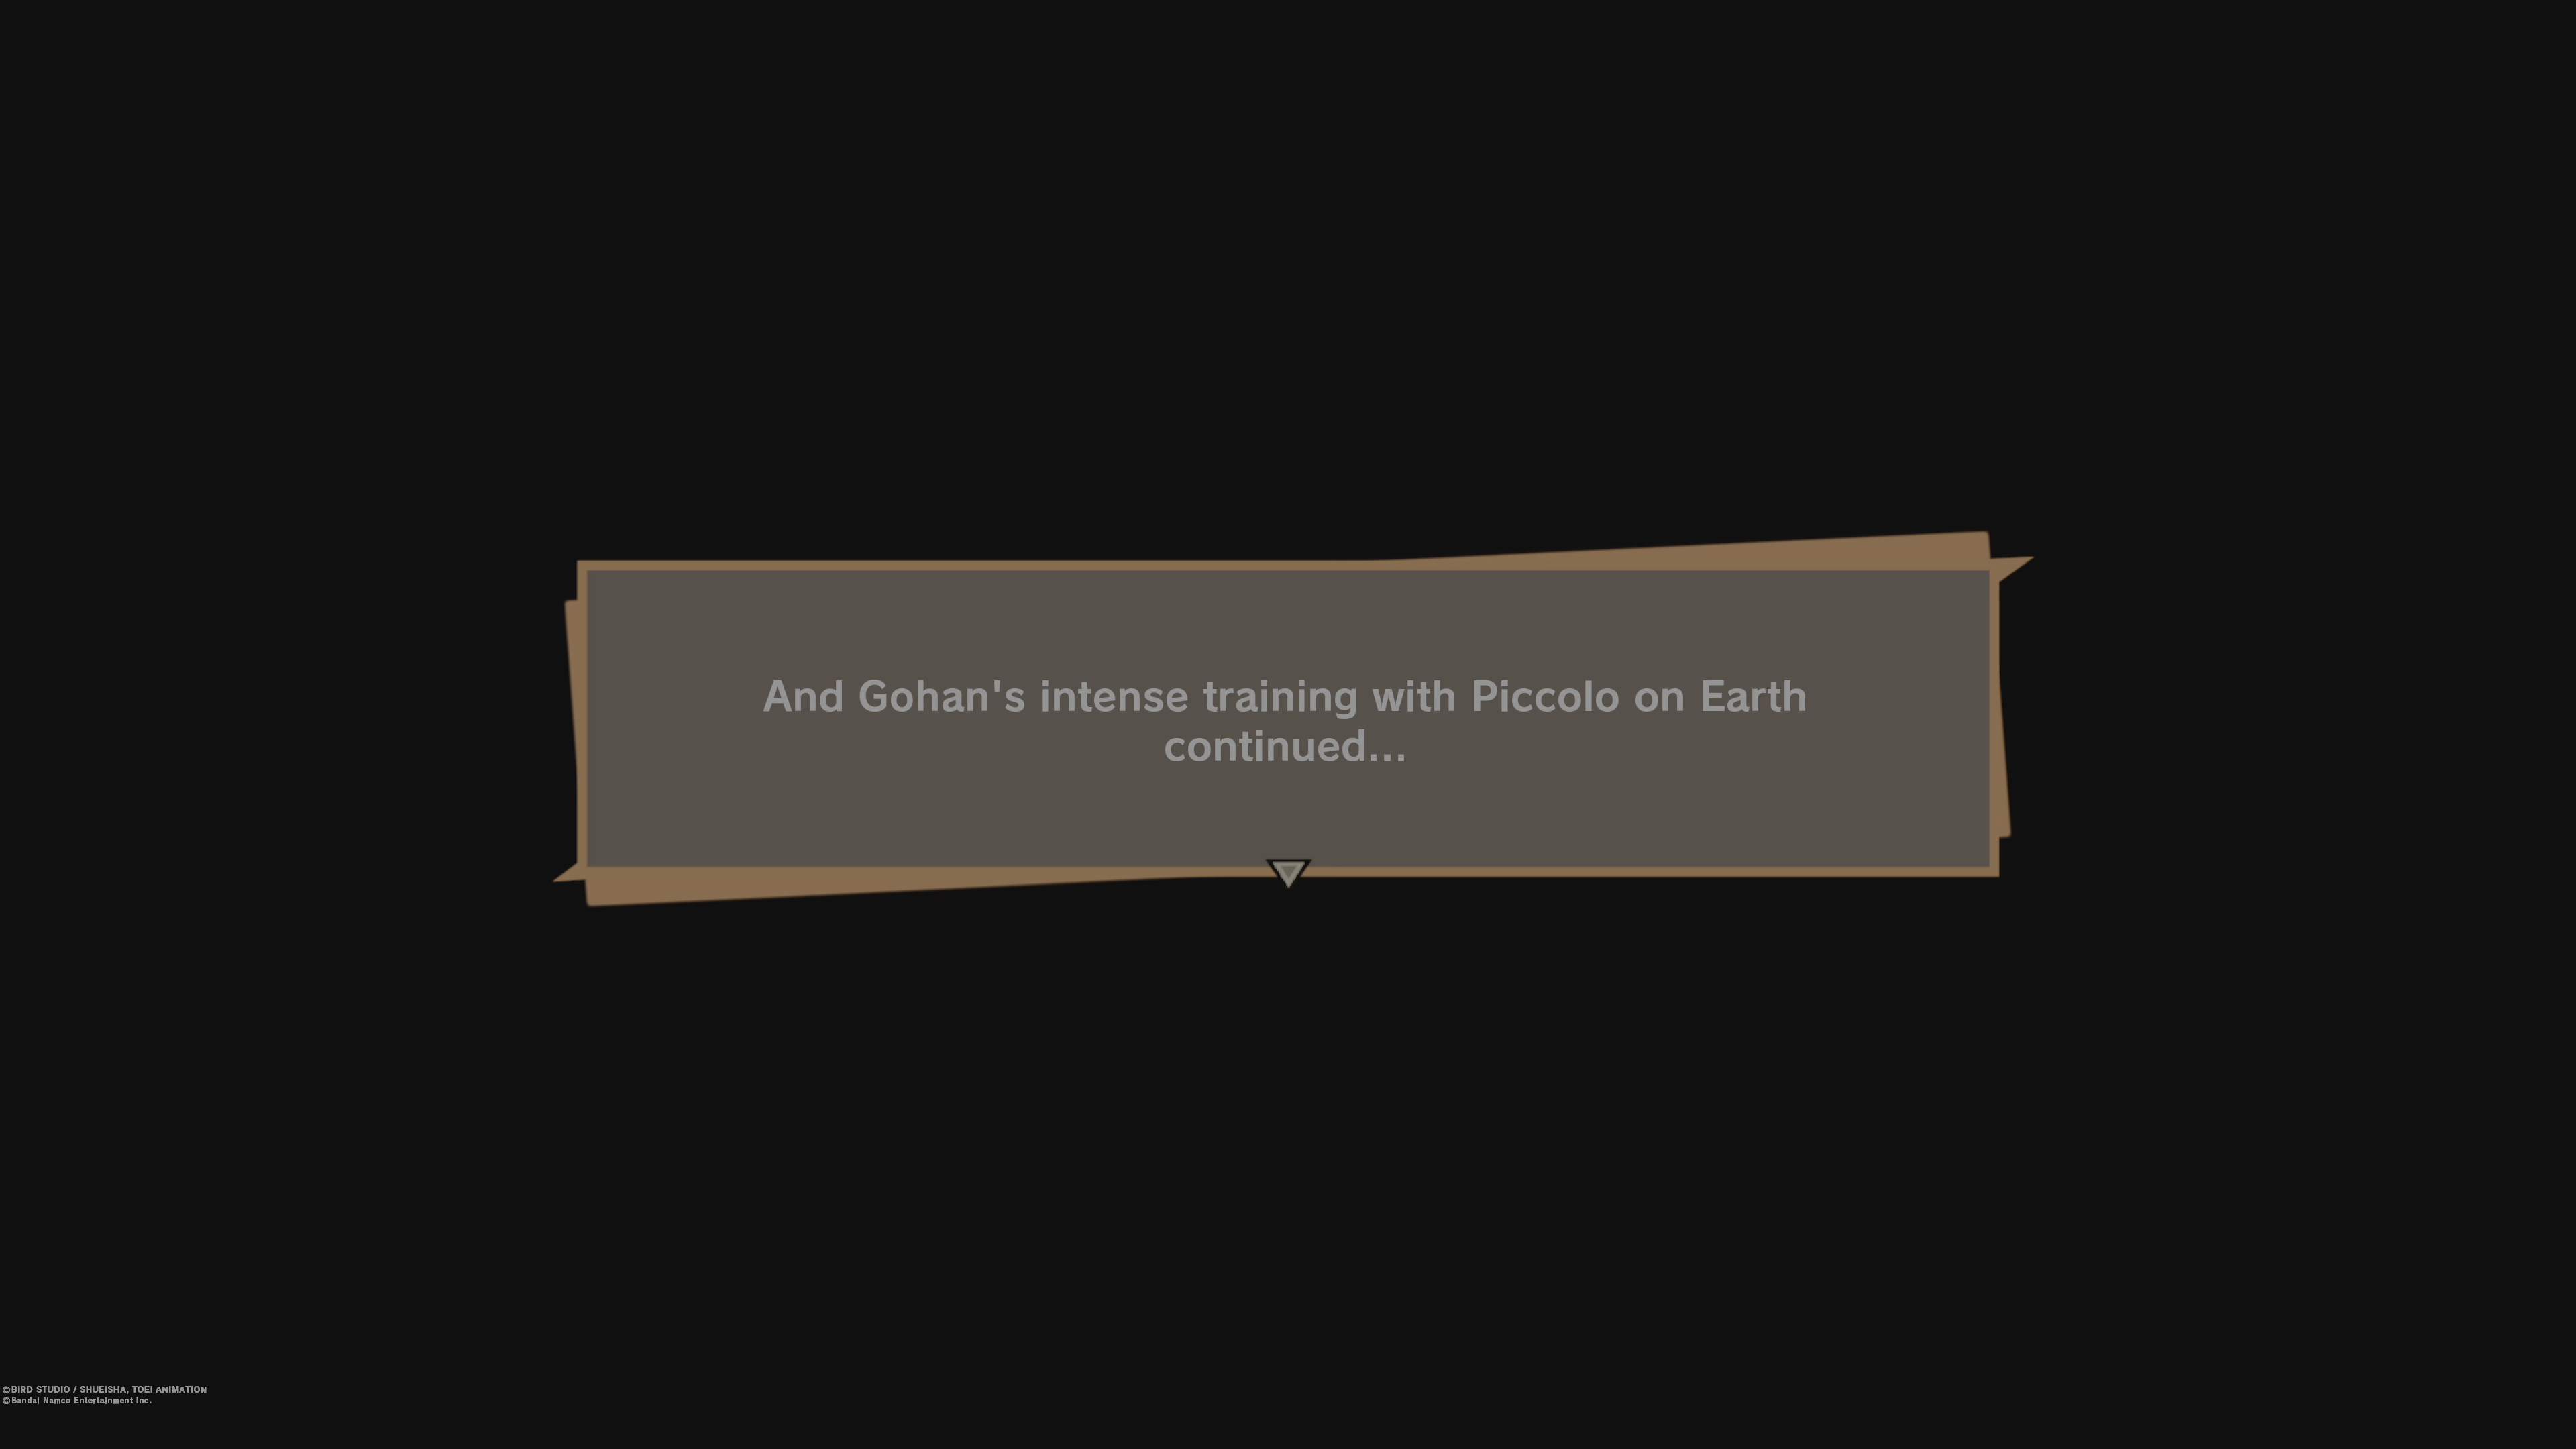 And Gohan's intense training with Piccolo on Earth
continued...
©BIRD STUDIO / SHUEISHA, TOEI ANIMATION
©Bandai Namco Entertainment Inc.